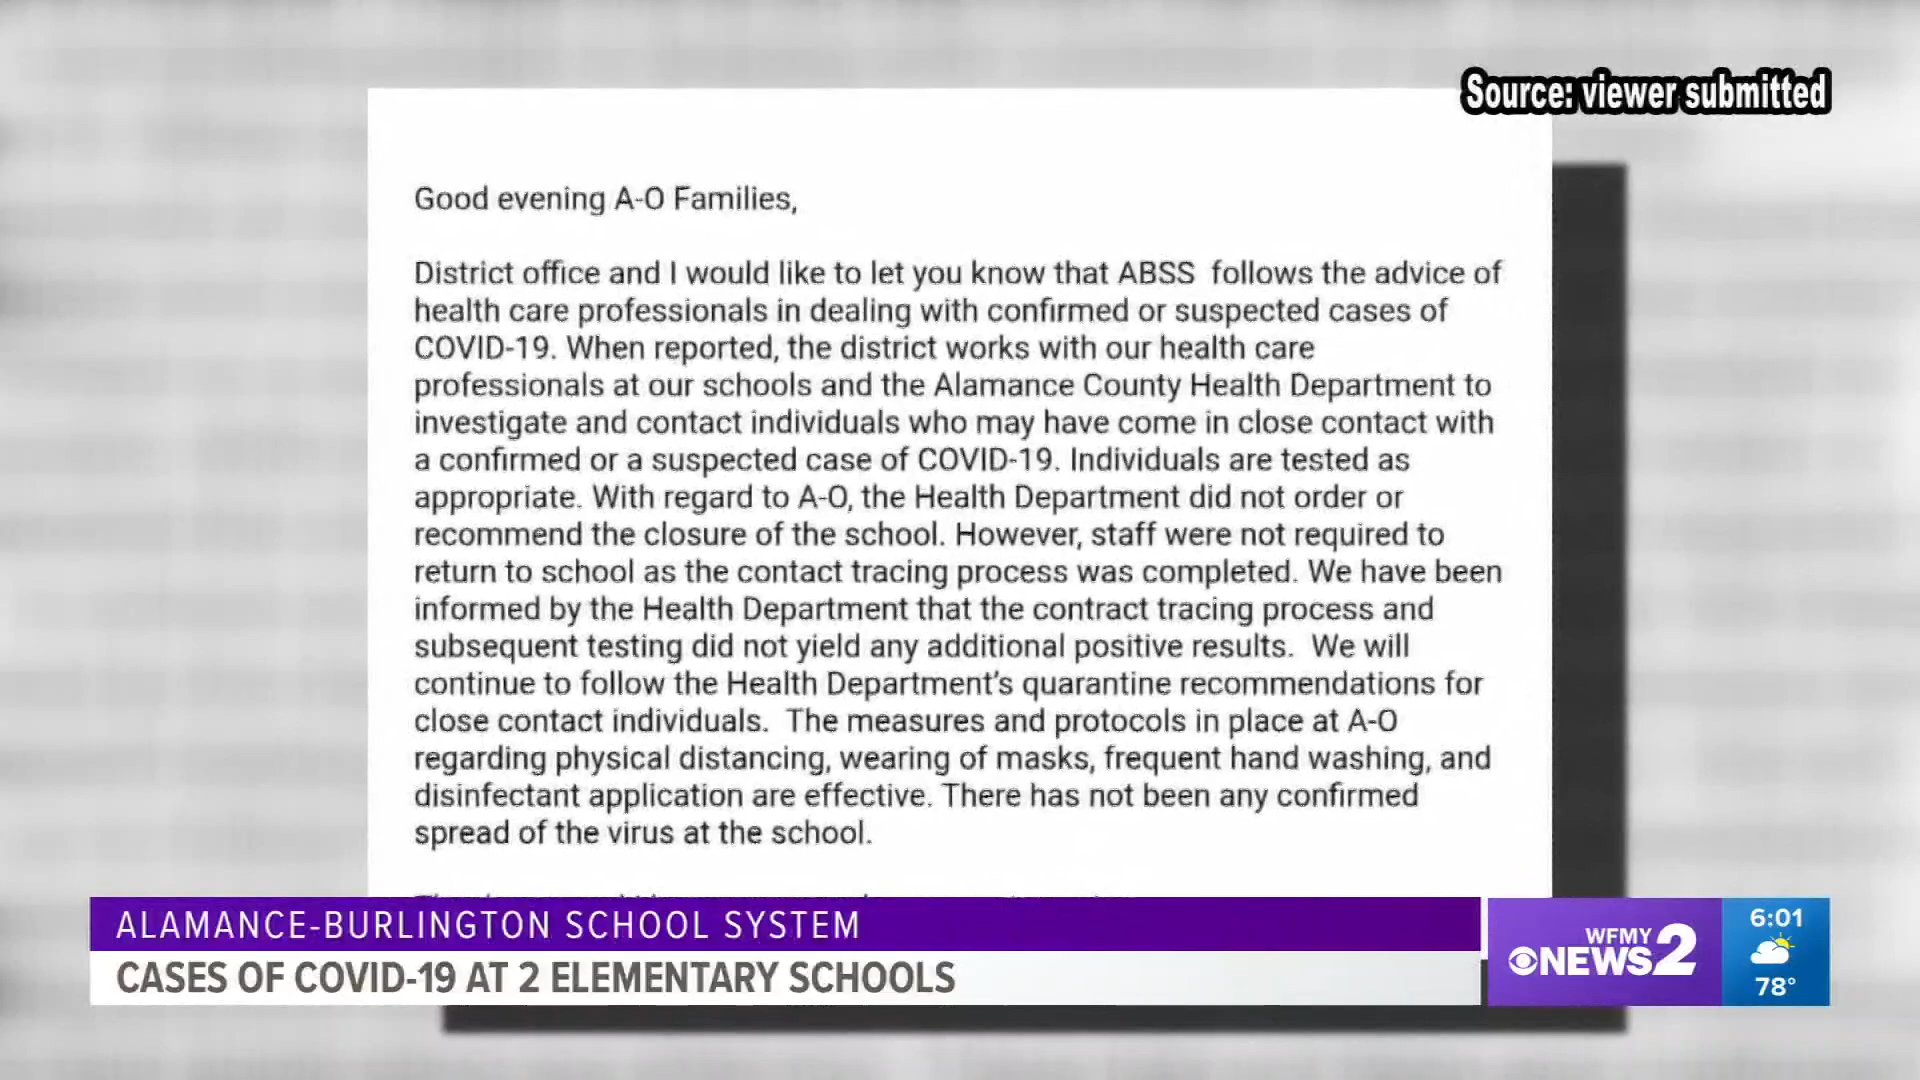 Source: viewer submitted
Good evening A-O Families,
District office and I would like to let you know that ABSS follows the advice of
health care professionals in dealing with confirmed or suspected cases of
COVID-19. When reported, the district works with our health care
professionals at our schools and the Alamance County Health Department to
investigate and contact individuals who may have come in close contact with
a confirmed or a suspected case of COVID-19. Individuals are tested as
appropriate. With regard to A-O, the Health Department did not order or
recommend the closure of the school. However, staff were not required to
return to school as the contact tracing process was completed. We have been
informed by the Health Department that the contract tracing process and
subsequent testing did not yield any additional positive results.  We will
continue to follow the Health Department's quarantine recommendations for
close contact individuals.  The measures and protocols in place at A-O
regarding physical distancing, wearing of masks, frequent hand washing, and
disinfectant application are effective. There has not been any confirmed
spread of the virus at the school.
ALAMANCE-BURLINGTON SCHOOL SYSTEM
CASES OF COVID-19 AT 2 ELEMENTARY SCHOOLS
WFMY
NEWS 2
6:01
78°